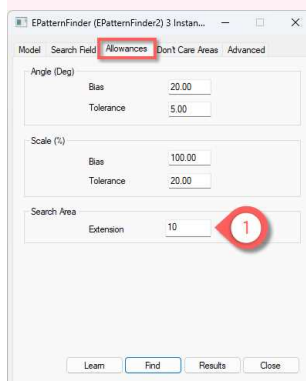 EPatternFinder (EPatternFinder2) 3 Instan...
Model Search Field Allowances Don't Care Areas Advanced
Angle (Deg)
Bias 20.00
Tolerance 5.00
Scale (%)
Bias 100.00
Tolerance 20.00
Search Area
Extension 10
1
Learn Find Results Close